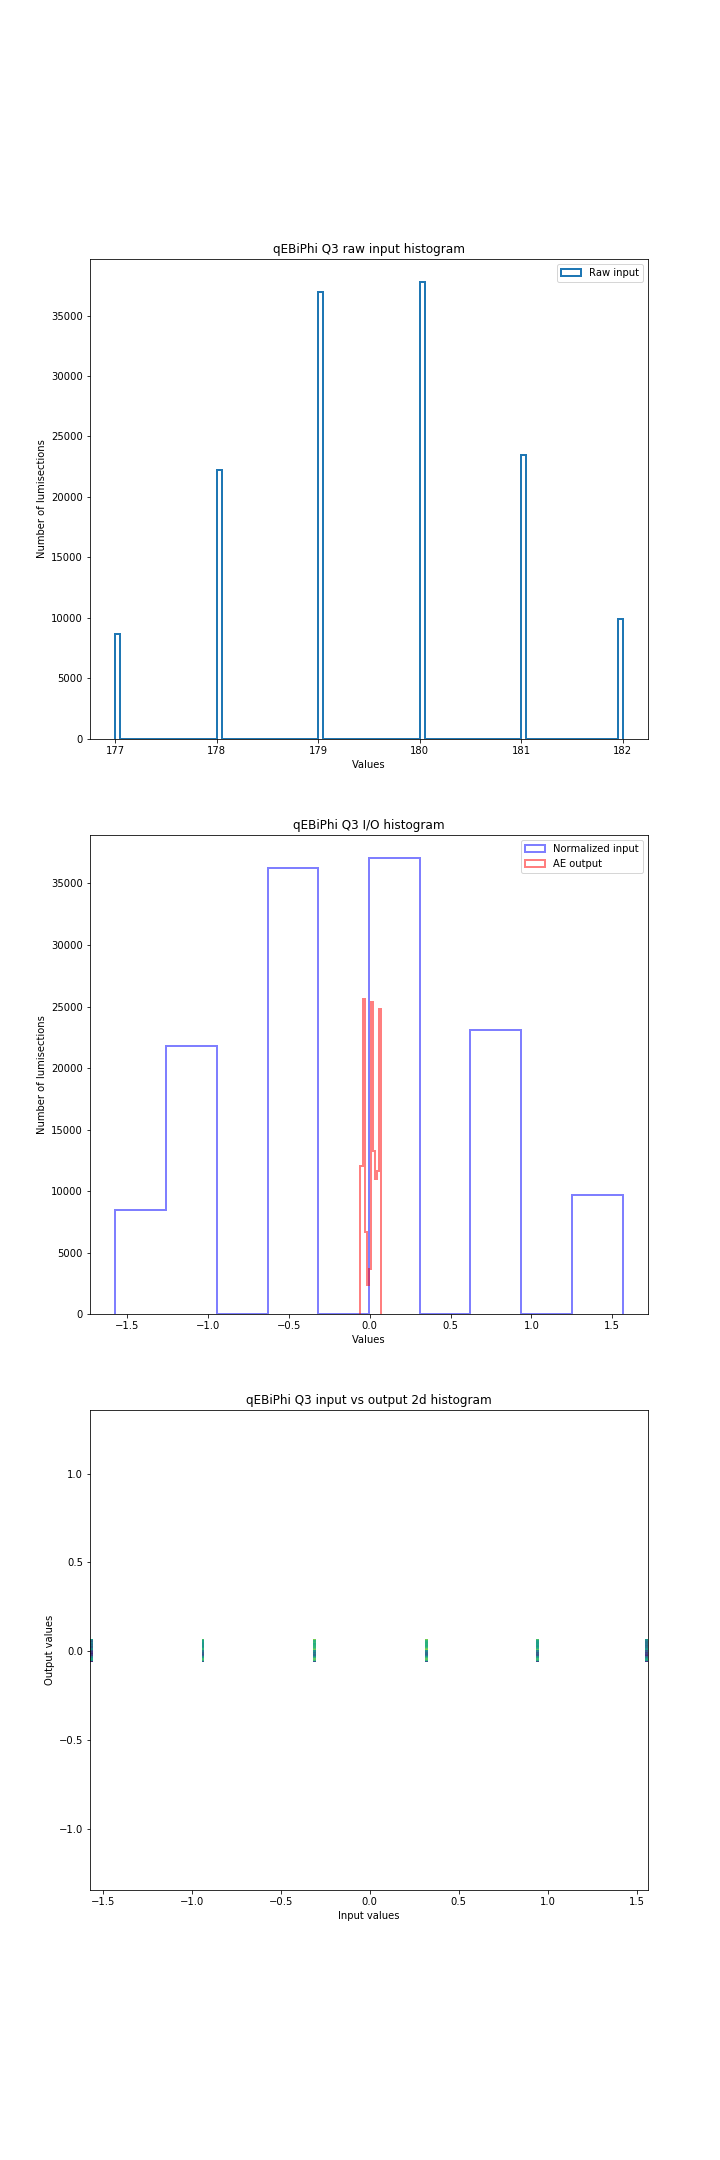 qEBiPhi Q3 raw input histogram
Raw input
35000
30000
25000
20000
15000
10000
5000
0
Number of lumisections
177 178 179 180 181 182
Values
qEBiPhi Q3 I/O histogram
Normalized input
AE output
35000
30000
25000
20000
15000
10000
5000
0
Number of lumisections
−1.5 −1.0 −0.5 0.0 0.5 1.0 1.5
Values
qEBiPhi Q3 input vs output 2d histogram
1.0
0.5
0.0
−0.5
−1.0
Output values
−1.5 −1.0 −0.5 0.0 0.5 1.0 1.5
Input values